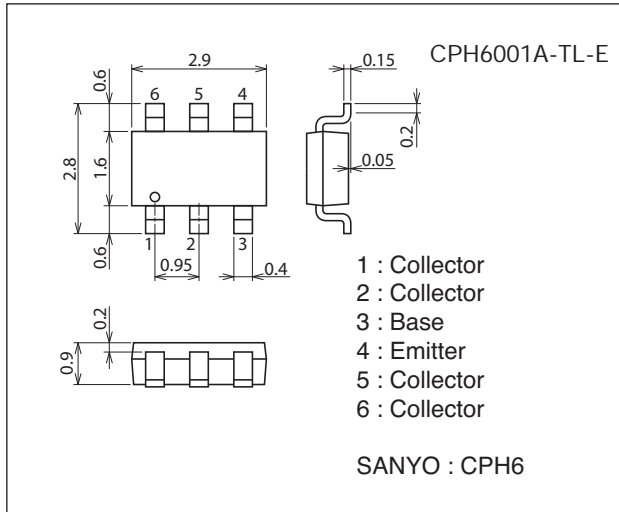 CPH6001A-TL-E
2.9
0.15
0.6
6 5 4
0.2
2.8
1.6
0.05
0.6
1 2 3
0.95
0.4
1 : Collector
2 : Collector
3 : Base
4 : Emitter
5 : Collector
6 : Collector
0.2
0.9
SANYO : CPH6